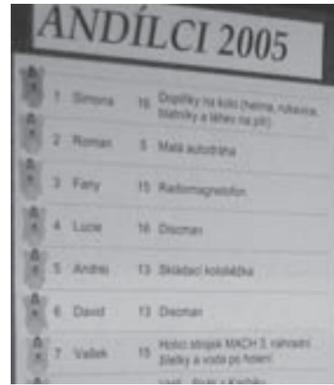 ANDÍLCI 2005
1 Simona 16 Doplňky na kolo (helma, rukavice,
blatníky a láhev na pití)
2 Roman 5 Malá autodráha
3 Fany 15 Radiomagnetofon
4 Lucie 16 Discman
5 Andrej 13 Skládací koloběžka
6 David 13 Discman
7 Vašek 15 Holicí strojek MACH 3, náhradní
žiletky a voda po holení